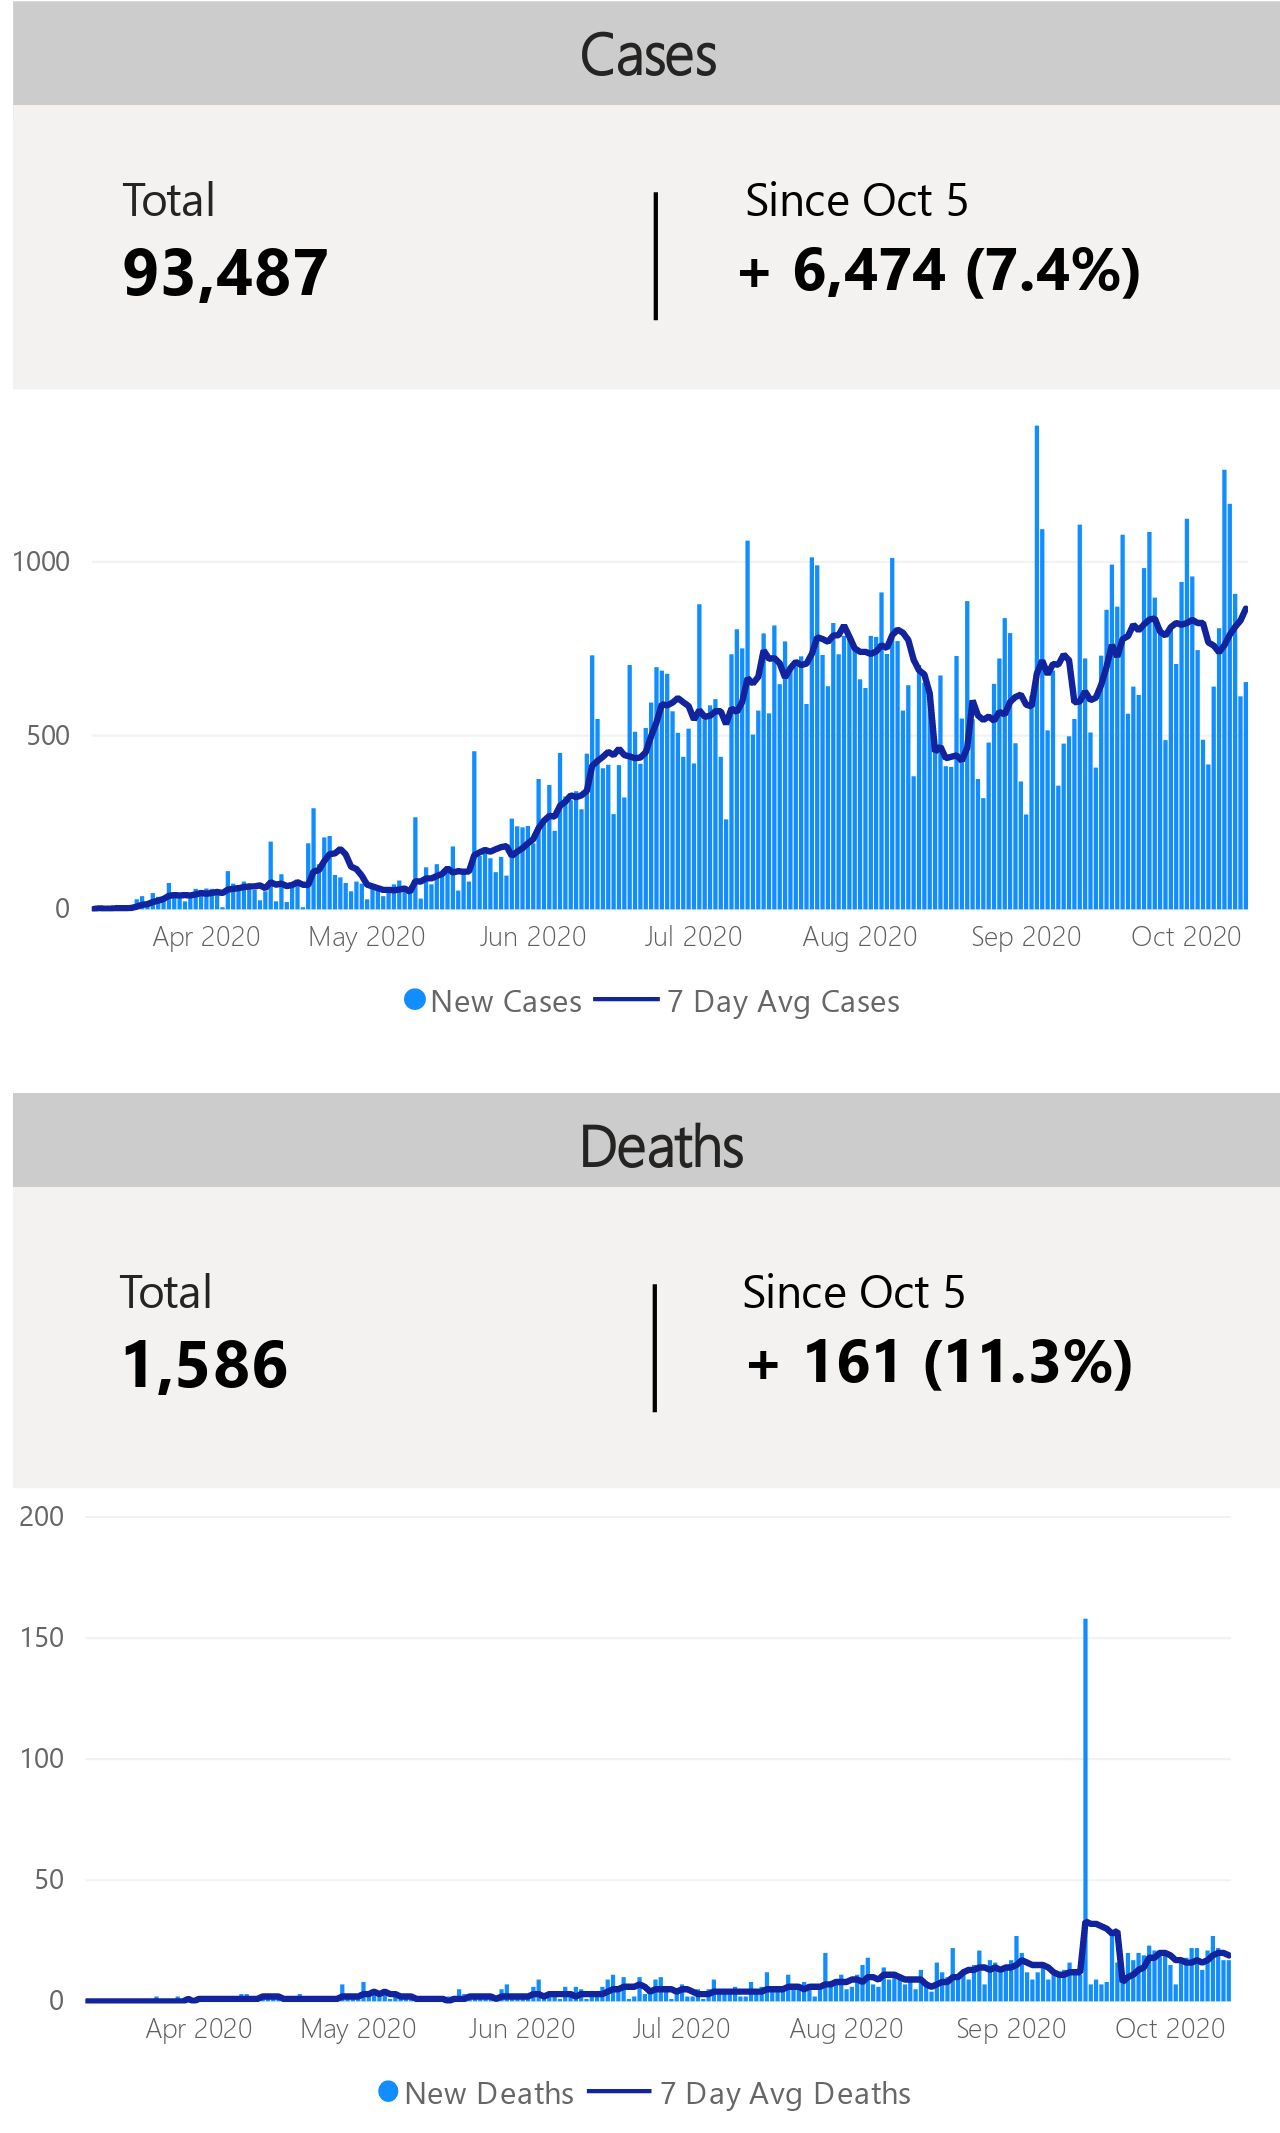 Cases
Total
Since Oct 5
93,487
+ 6,474 (7.4%)
1000
500
0
Apr 2020 May 2020 Jun 2020 Jul 2020 Aug 2020 Sep 2020 Oct 2020
New Cases 7 Day Avg Cases
Deaths
Total
Since Oct 5
1,586
+ 161 (11.3%)
200
150
100
50
0
Apr 2020 May 2020 Jun 2020 Jul 2020 Aug 2020 Sep 2020 Oct 2020
New Deaths 7 Day Avg Deaths